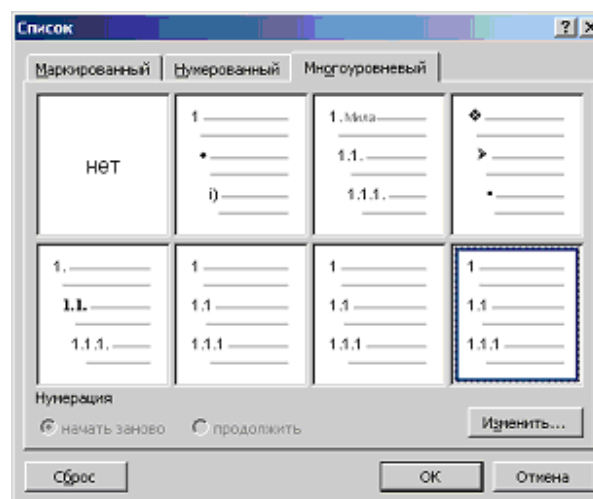 Список
Маркированный Нумерованный Многоуровневый
нет
1
•
i)
1. Мила
1.1.
1.1.1.
❖
➤
•
1.
1.1.
1.1.1.
1
1.1
1.1.1
1
1.1
1.1.1
1
1.1
1.1.1
Нумерация
начать заново продолжить
Изменить...
Сброс
ОК
Отмена